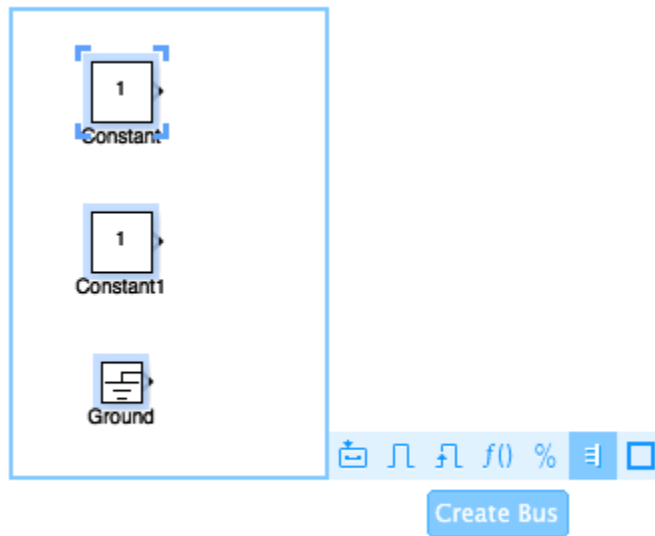 1
Constant
1
Constant1
Ground
f() %
Create Bus